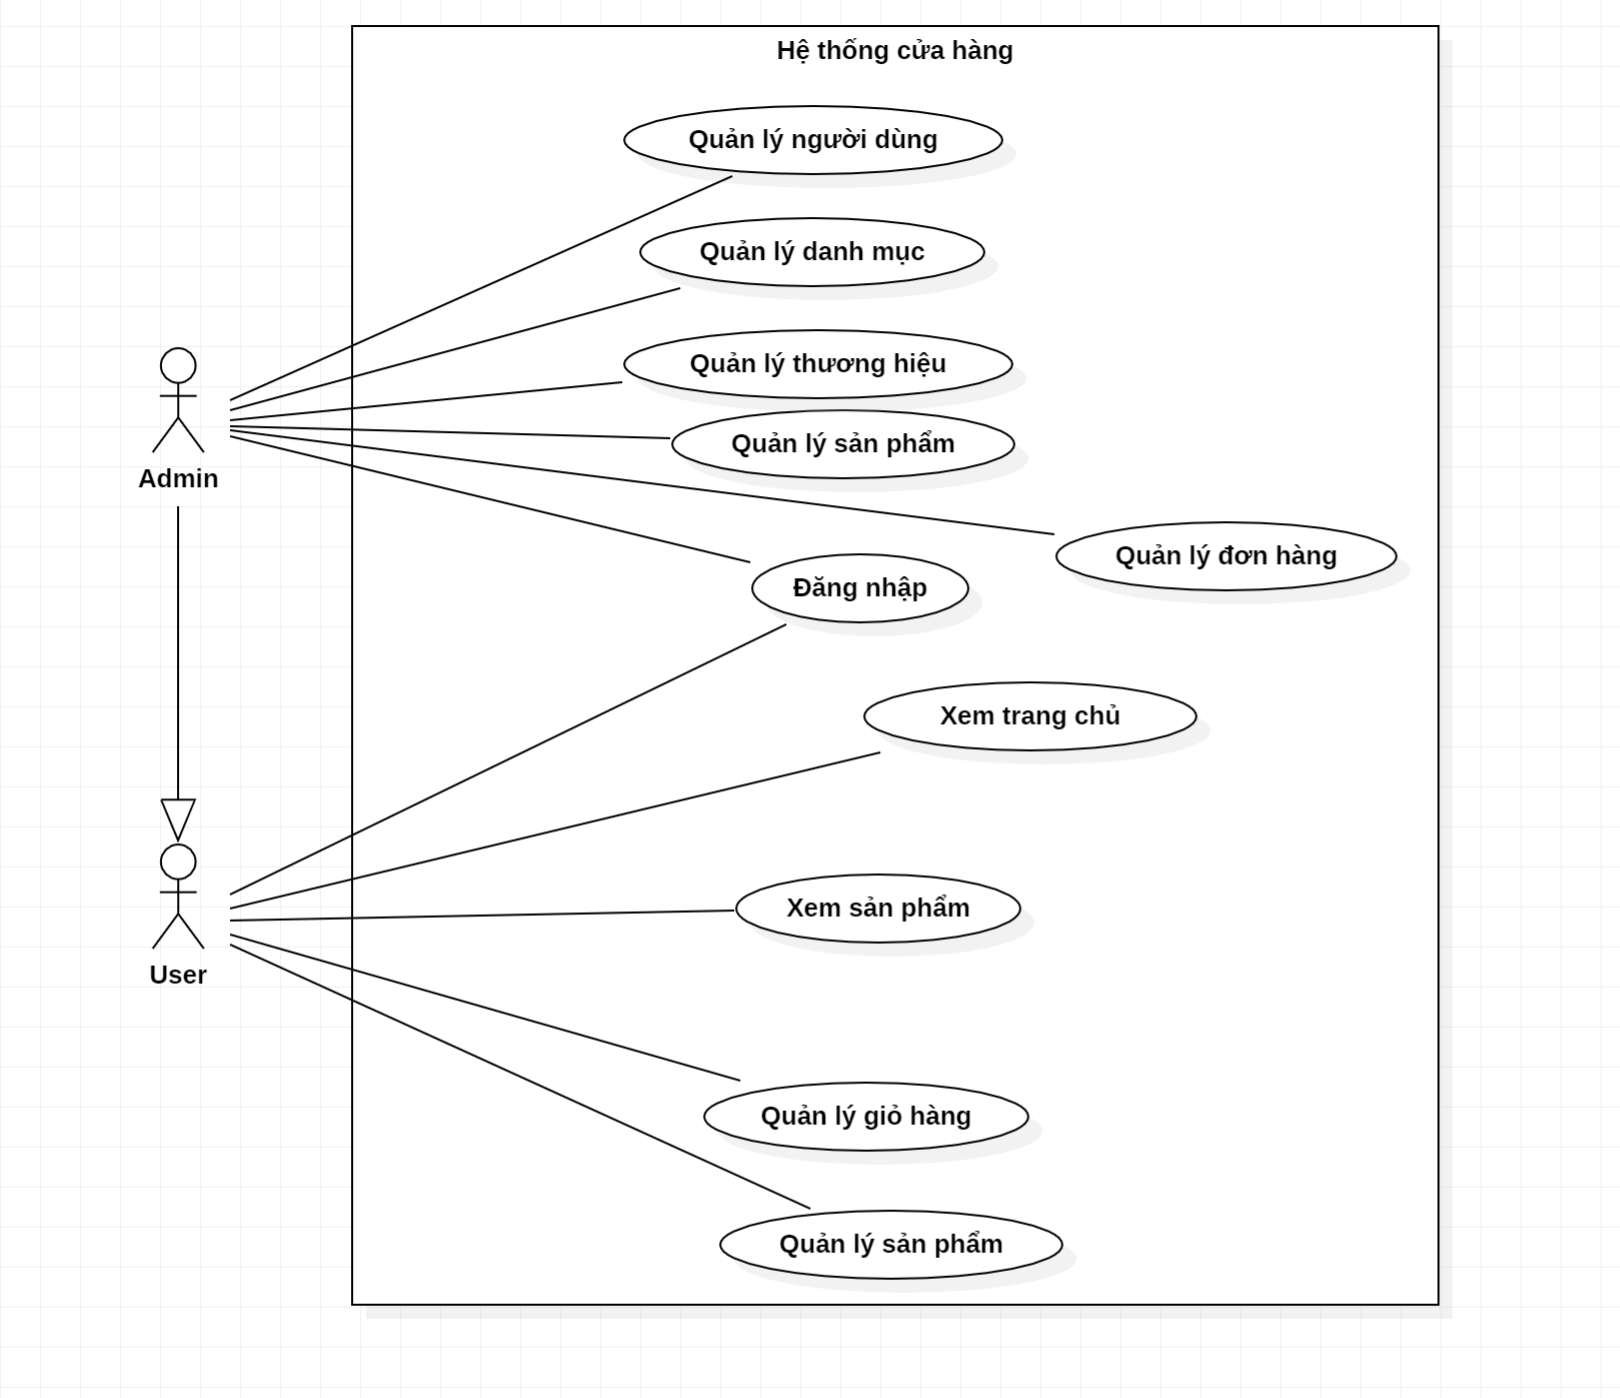 Hệ thống cửa hàng
Quản lý người dùng
Quản lý danh mục
Quản lý thương hiệu
Quản lý sản phẩm
Admin
Quản lý đơn hàng
Đăng nhập
Xem trang chủ
Xem sản phẩm
User
Quản lý giỏ hàng
Quản lý sản phẩm